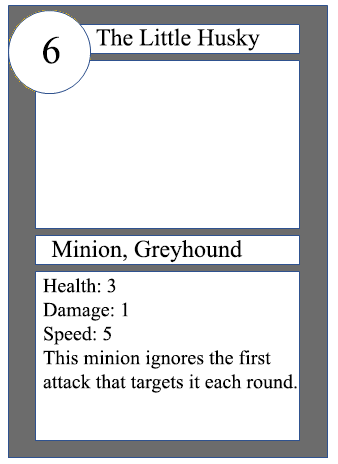 6
The Little Husky
Minion, Greyhound
Health: 3
Damage: 1
Speed: 5
This minion ignores the first
attack that targets it each round.